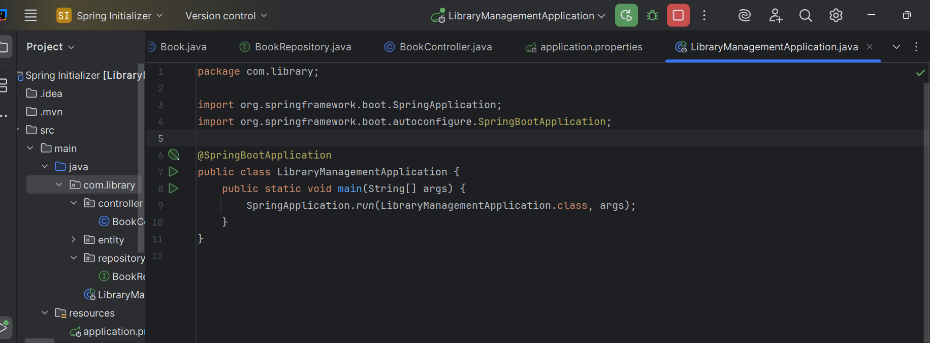 SI Spring Initializer Version control LibraryManagementApplication
Project Book.java BookRepository.java BookController.java application.properties LibraryManagementApplication.java
Spring Initializer [Library
.idea
.mvn
src
main
java
com.library
controller
BookCo
entity
repository
BookRe
LibraryMa
resources
application.pr
1 package com.library;
2
3 import org.springframework.boot.SpringApplication;
4 import org.springframework.boot.autoconfigure.SpringBootApplication;
5
6 @SpringBootApplication
7 public class LibraryManagementApplication {
8 public static void main(String[] args) {
9 SpringApplication.run(LibraryManagementApplication.class, args);
10 }
11 }
12